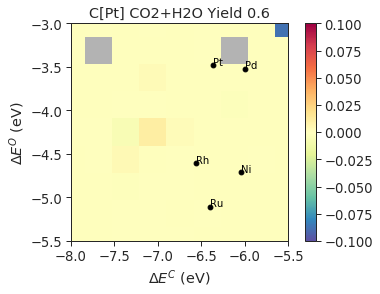 C[Pt] CO2+H2O Yield 0.6
−3.0
−3.5
−4.0
−4.5
−5.0
−5.5
ΔE^O (eV)
Pt
Pd
Rh
Ni
Ru
−8.0 −7.5 −7.0 −6.5 −6.0 −5.5
ΔE^C (eV)
0.100
0.075
0.050
0.025
0.000
−0.025
−0.050
−0.075
−0.100